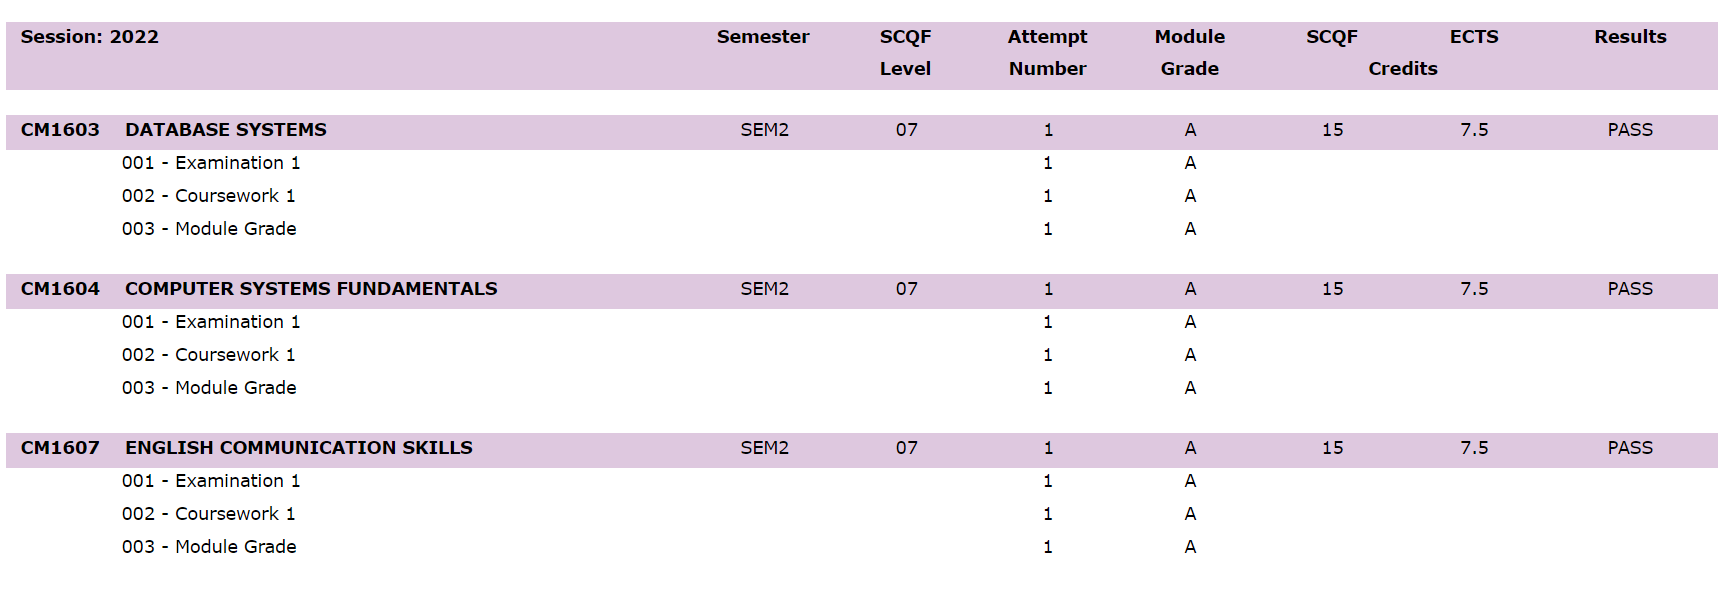 Session: 2022 Semester SCQF Attempt Module SCQF ECTS Results
Level Number Grade Credits
CM1603 DATABASE SYSTEMS SEM2 07 1 A 15 7.5 PASS
001 - Examination 1 1 A
002 - Coursework 1 1 A
003 - Module Grade 1 A
CM1604 COMPUTER SYSTEMS FUNDAMENTALS SEM2 07 1 A 15 7.5 PASS
001 - Examination 1 1 A
002 - Coursework 1 1 A
003 - Module Grade 1 A
CM1607 ENGLISH COMMUNICATION SKILLS SEM2 07 1 A 15 7.5 PASS
001 - Examination 1 1 A
002 - Coursework 1 1 A
003 - Module Grade 1 A